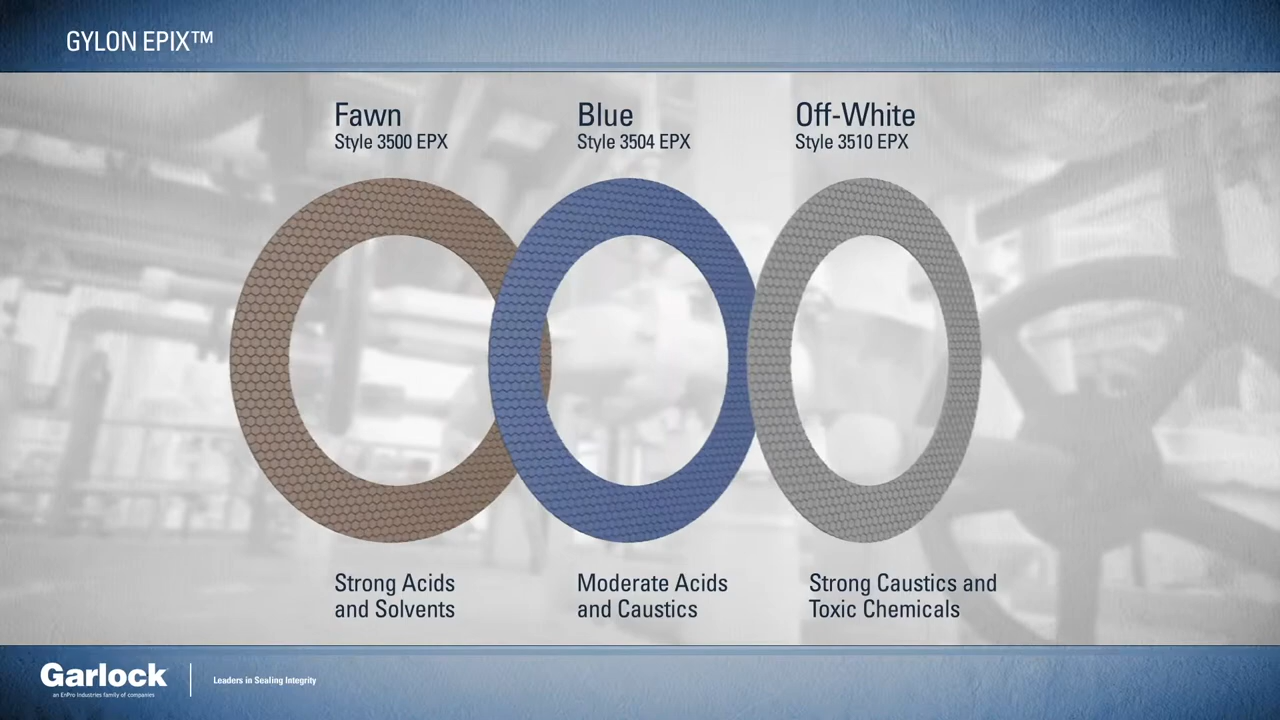 GYLON EPIX™
Fawn
Style 3500 EPX
Blue
Style 3504 EPX
Off-White
Style 3510 EPX
Strong Acids
and Solvents
Moderate Acids
and Caustics
Strong Caustics and
Toxic Chemicals
Garlock
an EnPro Industries family of companies
Leaders in Sealing Integrity